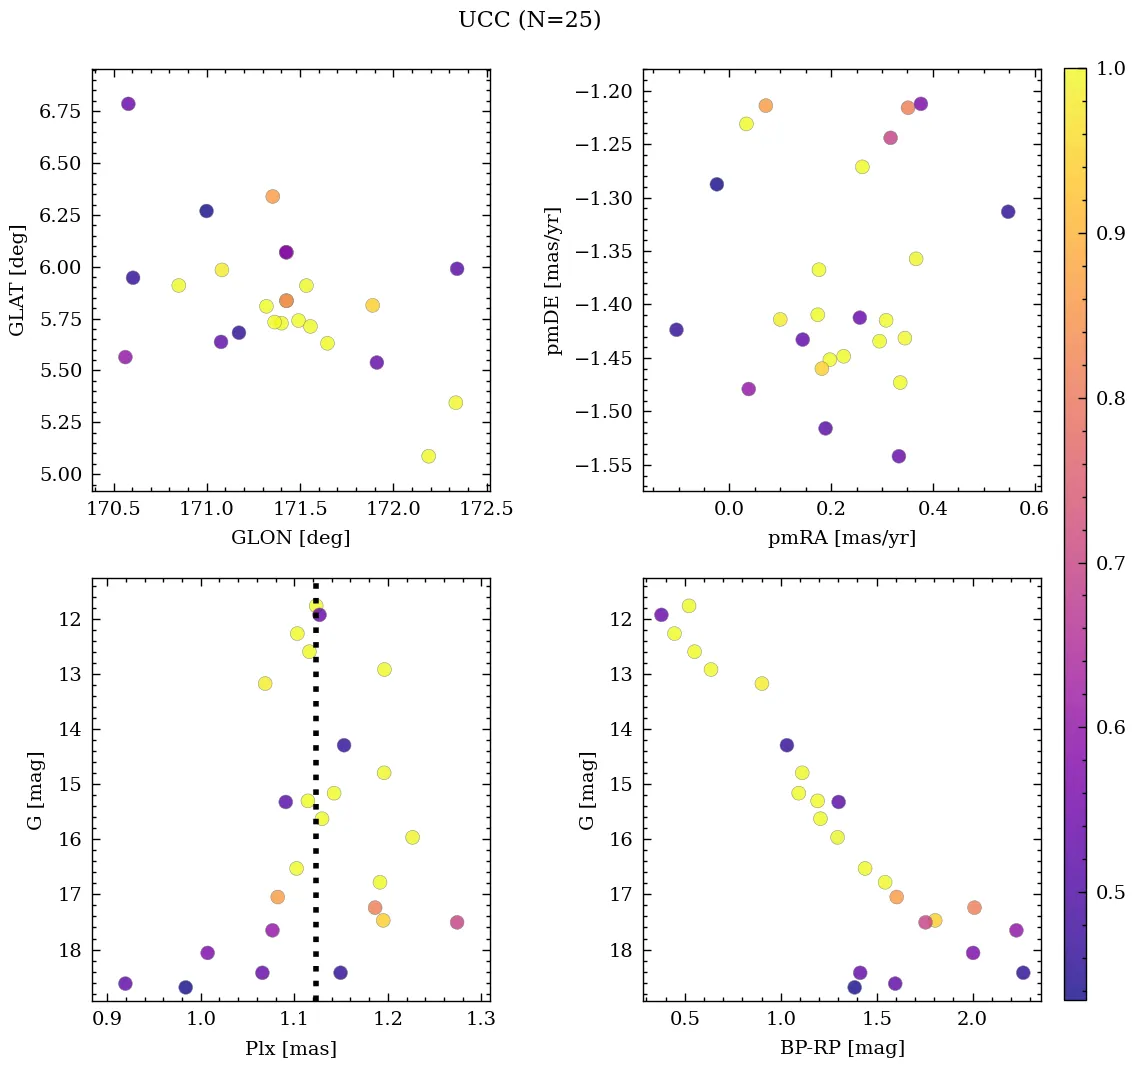 UCC (N=25)
6.75
6.50
6.25
6.00
5.75
5.50
5.25
5.00
GLAT [deg]
170.5 171.0 171.5 172.0 172.5
GLON [deg]
−1.20
−1.25
−1.30
−1.35
−1.40
−1.45
−1.50
−1.55
pmDE [mas/yr]
0.0 0.2 0.4 0.6
pmRA [mas/yr]
12
13
14
15
16
17
18
G [mag]
0.9 1.0 1.1 1.2 1.3
Plx [mas]
12
13
14
15
16
17
18
G [mag]
0.5 1.0 1.5 2.0
BP-RP [mag]
1.0
0.9
0.8
0.7
0.6
0.5